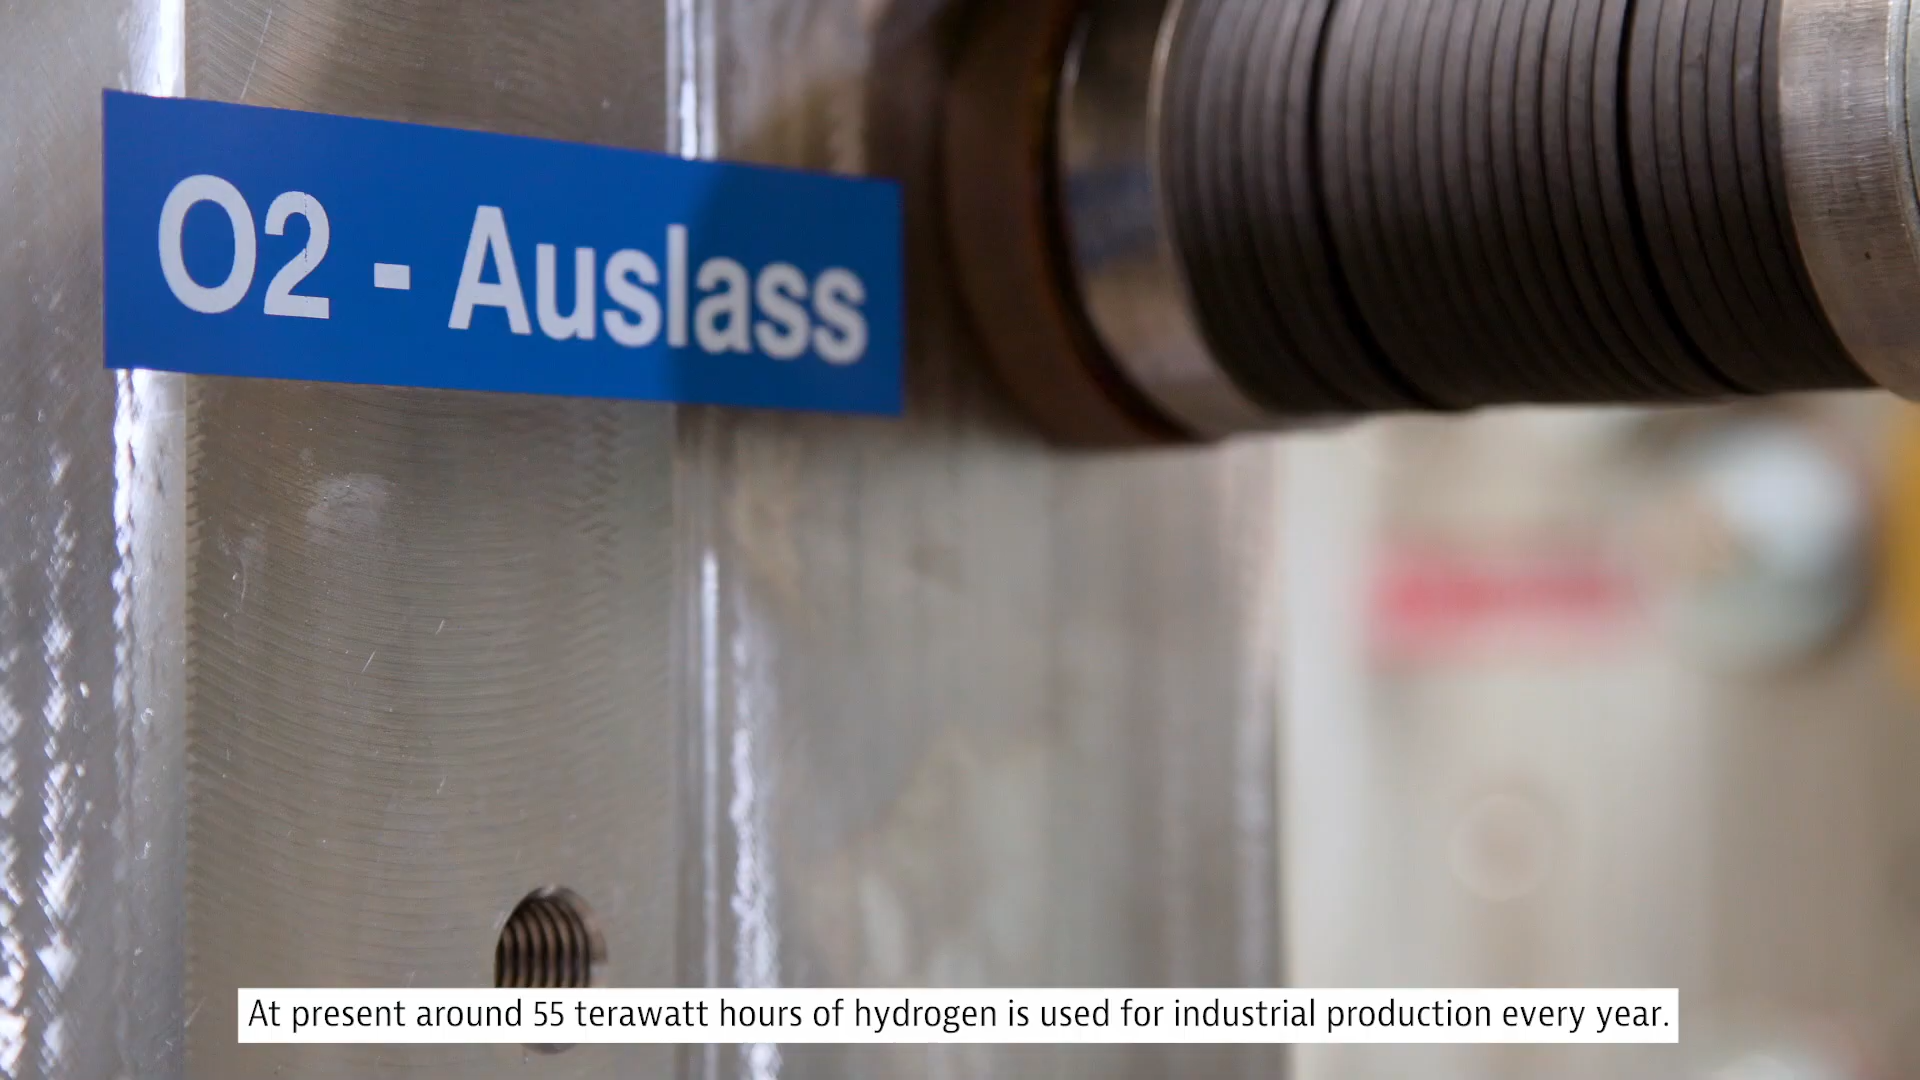 O2 - Auslass
At present around 55 terawatt hours of hydrogen is used for industrial production every year.